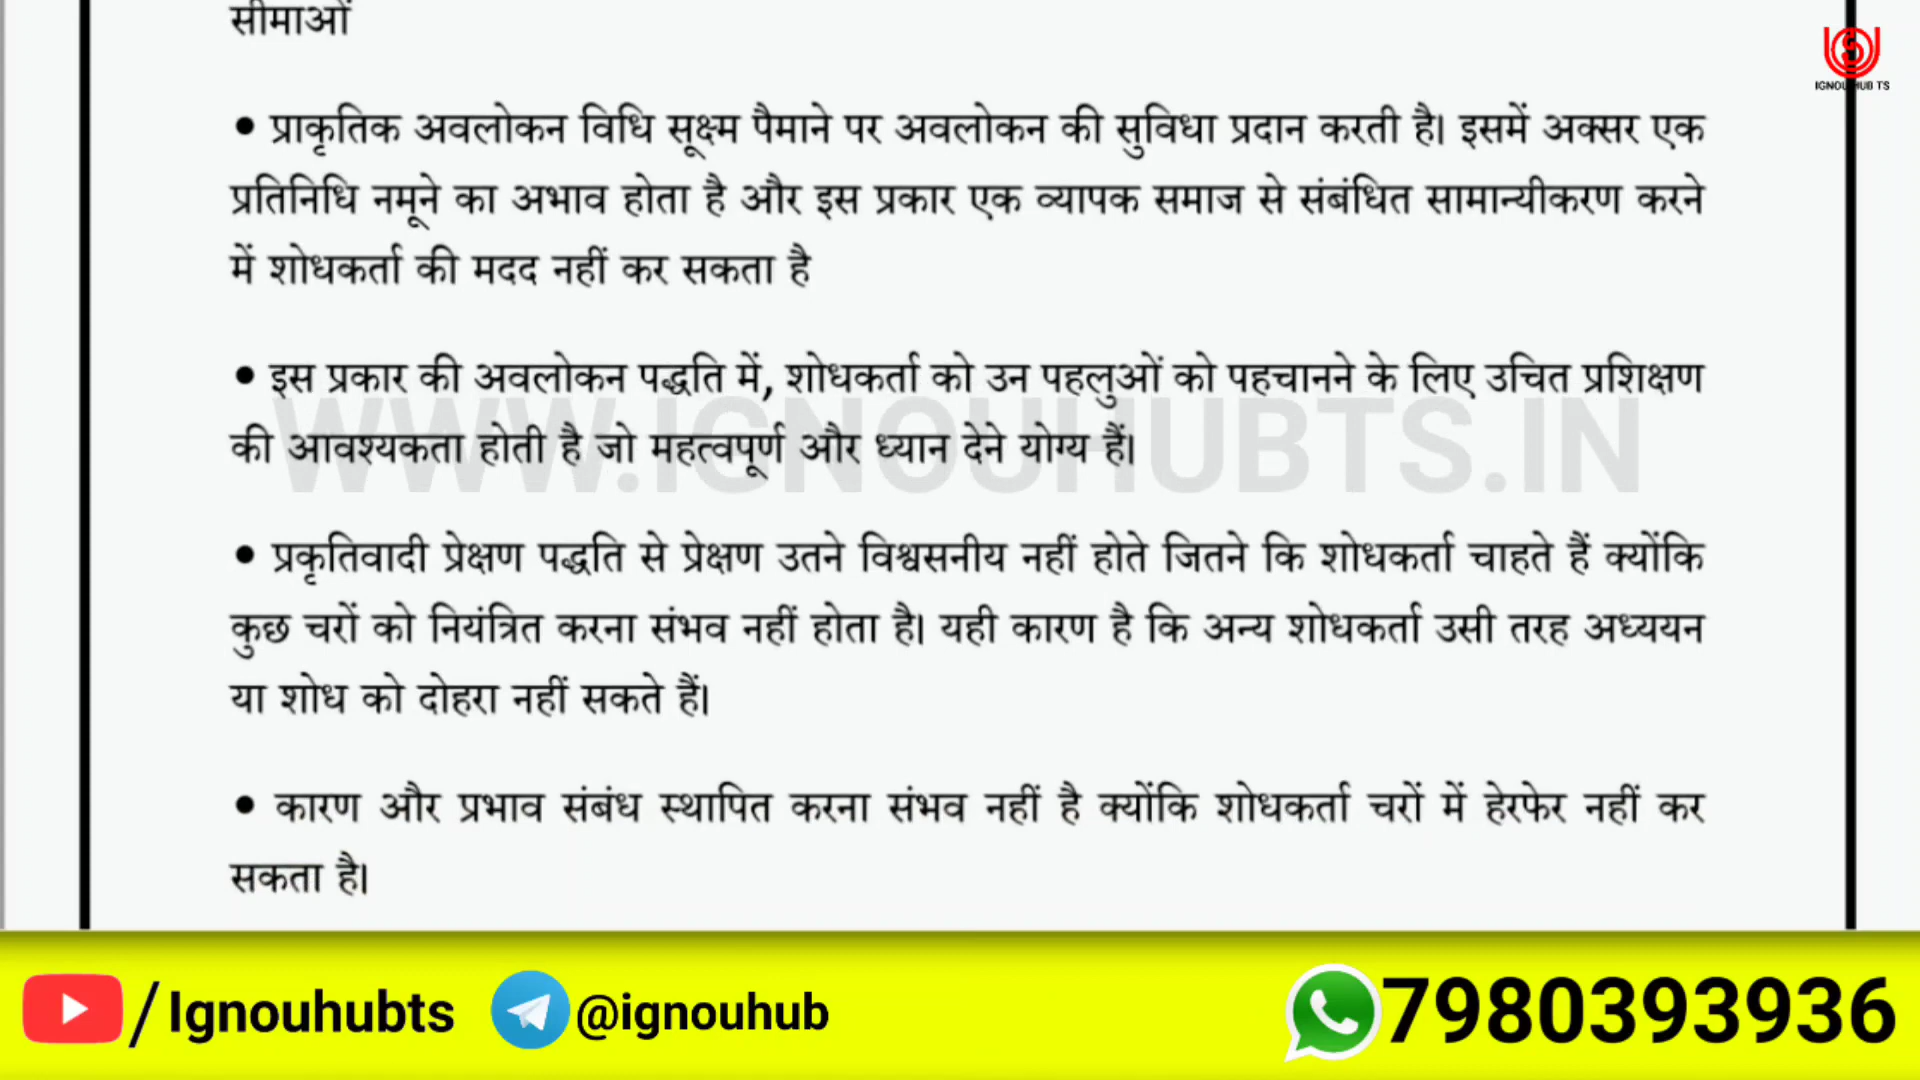 सीमाओं
IGNOUHUB TS
• प्राकृतिक अवलोकन विधि सूक्ष्म पैमाने पर अवलोकन की सुविधा प्रदान करती है। इसमें अक्सर एक
प्रतिनिधि नमूने का अभाव होता है और इस प्रकार एक व्यापक समाज से संबंधित सामान्यीकरण करने
में शोधकर्ता की मदद नहीं कर सकता है
• इस प्रकार की अवलोकन पद्धति में, शोधकर्ता को उन पहलुओं को पहचानने के लिए उचित प्रशिक्षण
की आवश्यकता होती है जो महत्वपूर्ण और ध्यान देने योग्य हैं।
WWW.IGNOUHUBTS.IN
• प्रकृतिवादी प्रेक्षण पद्धति से प्रेक्षण उतने विश्वसनीय नहीं होते जितने कि शोधकर्ता चाहते हैं क्योंकि
कुछ चरों को नियंत्रित करना संभव नहीं होता है। यही कारण है कि अन्य शोधकर्ता उसी तरह अध्ययन
या शोध को दोहरा नहीं सकते हैं।
• कारण और प्रभाव संबंध स्थापित करना संभव नहीं है क्योंकि शोधकर्ता चरों में हेरफेर नहीं कर
सकता है।
/Ignouhubts @ignouhub 7980393936